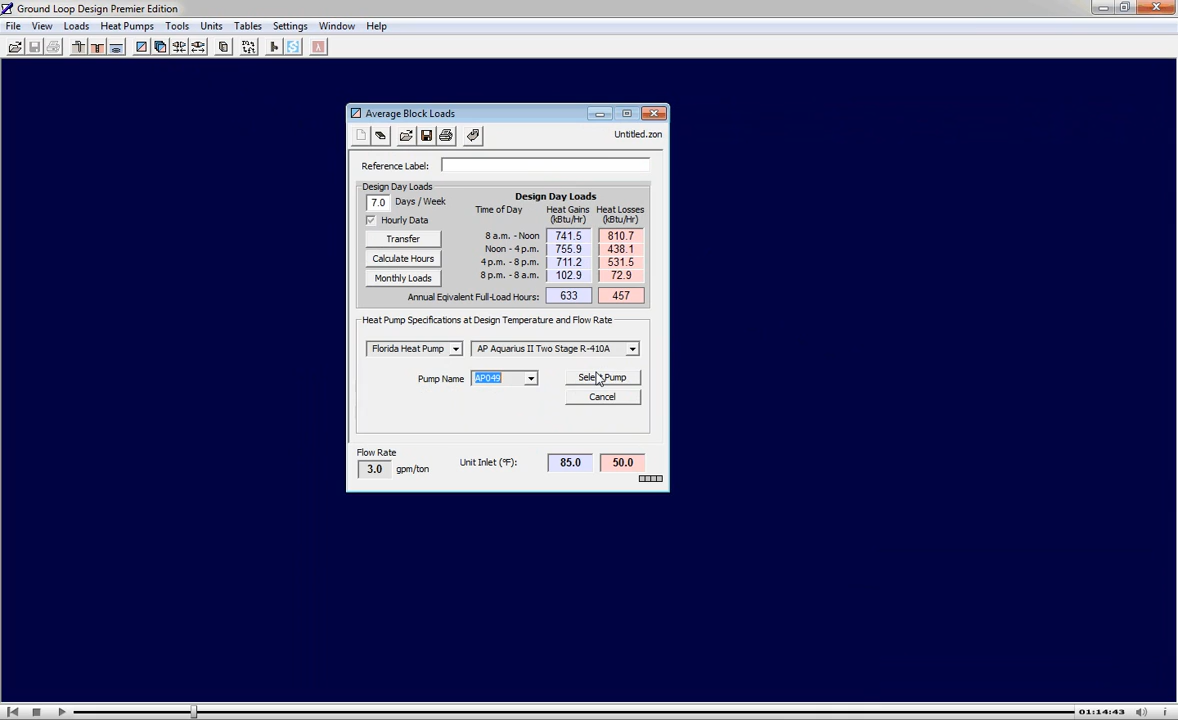 Ground Loop Design Premier Edition
File View Loads Heat Pumps Tools Units Tables Settings Window Help
Average Block Loads
Untitled.zon
Reference Label:
Design Day Loads
7.0 Days / Week
Hourly Data
Transfer
Calculate Hours
Monthly Loads
Design Day Loads
Time of Day Heat Gains Heat Losses
(kBtu/Hr) (kBtu/Hr)
8 a.m. - Noon 741.5 810.7
Noon - 4 p.m. 755.9 438.1
4 p.m. - 8 p.m. 711.2 531.5
8 p.m. - 8 a.m. 102.9 72.9
Annual Eqivalent Full-Load Hours: 633 457
Heat Pump Specifications at Design Temperature and Flow Rate
Florida Heat Pump AP Aquarius II Two Stage R-410A
Pump Name AP049 Select Pump
Cancel
Flow Rate
3.0 gpm/ton
Unit Inlet (°F): 85.0 50.0
01:14:43